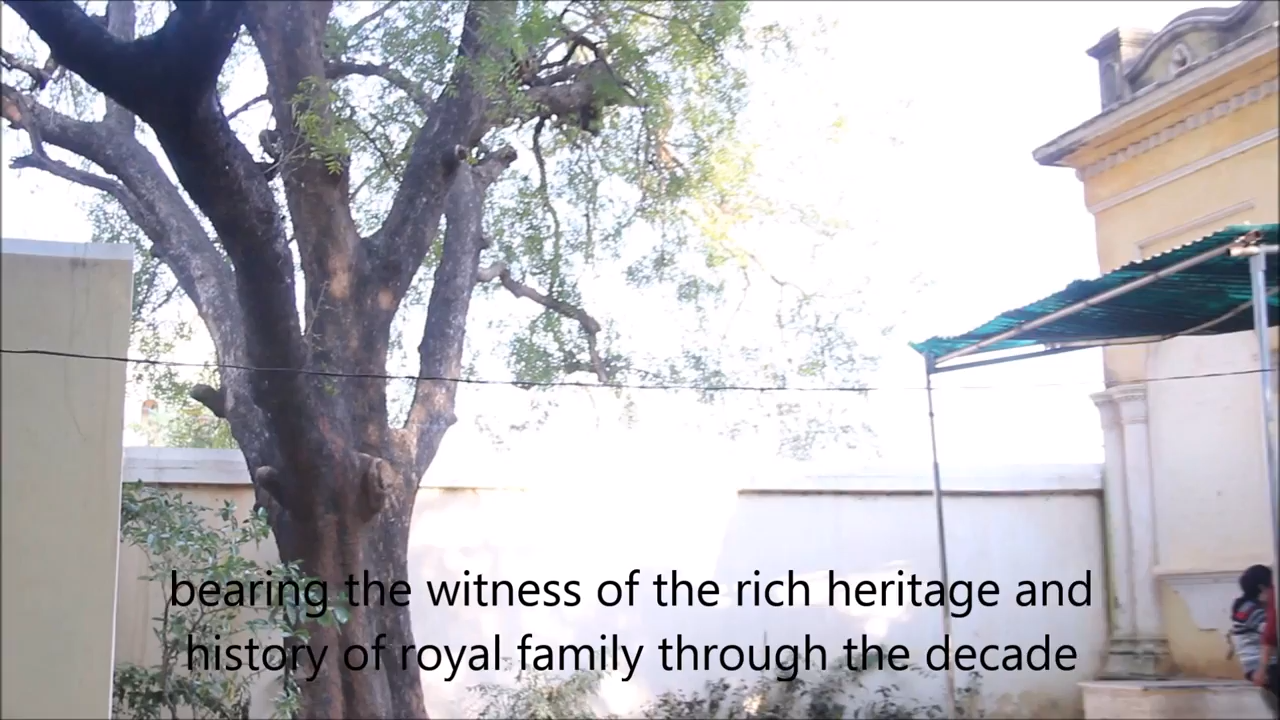 bearing the witness of the rich heritage and
history of royal family through the decade